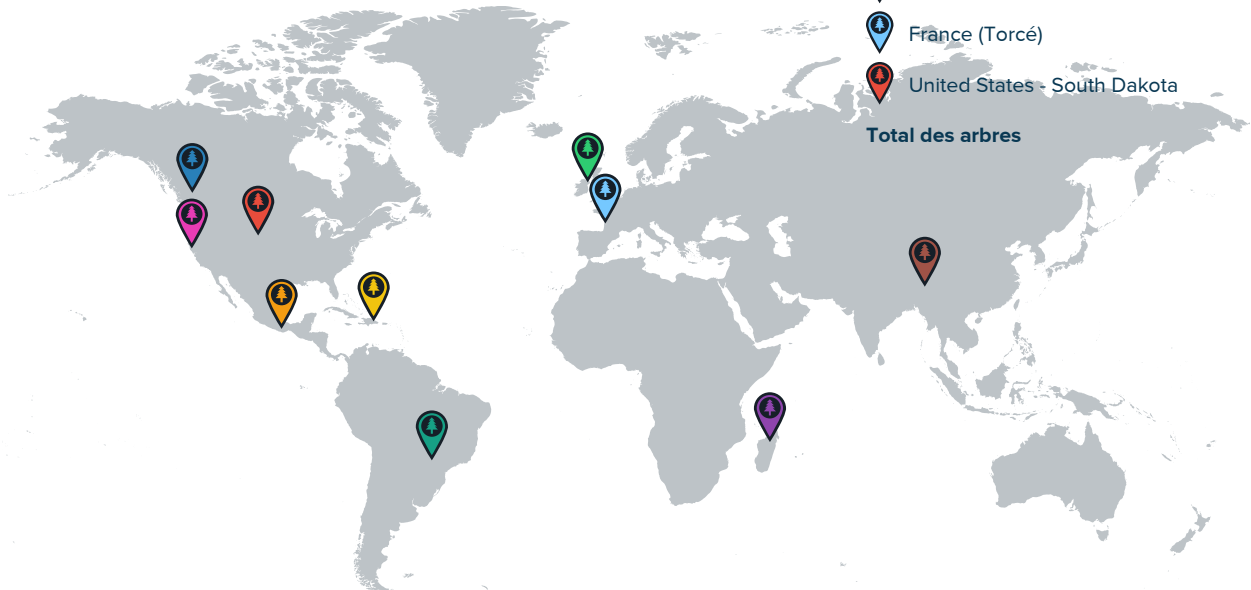 France (Torcé)
United States - South Dakota
Total des arbres